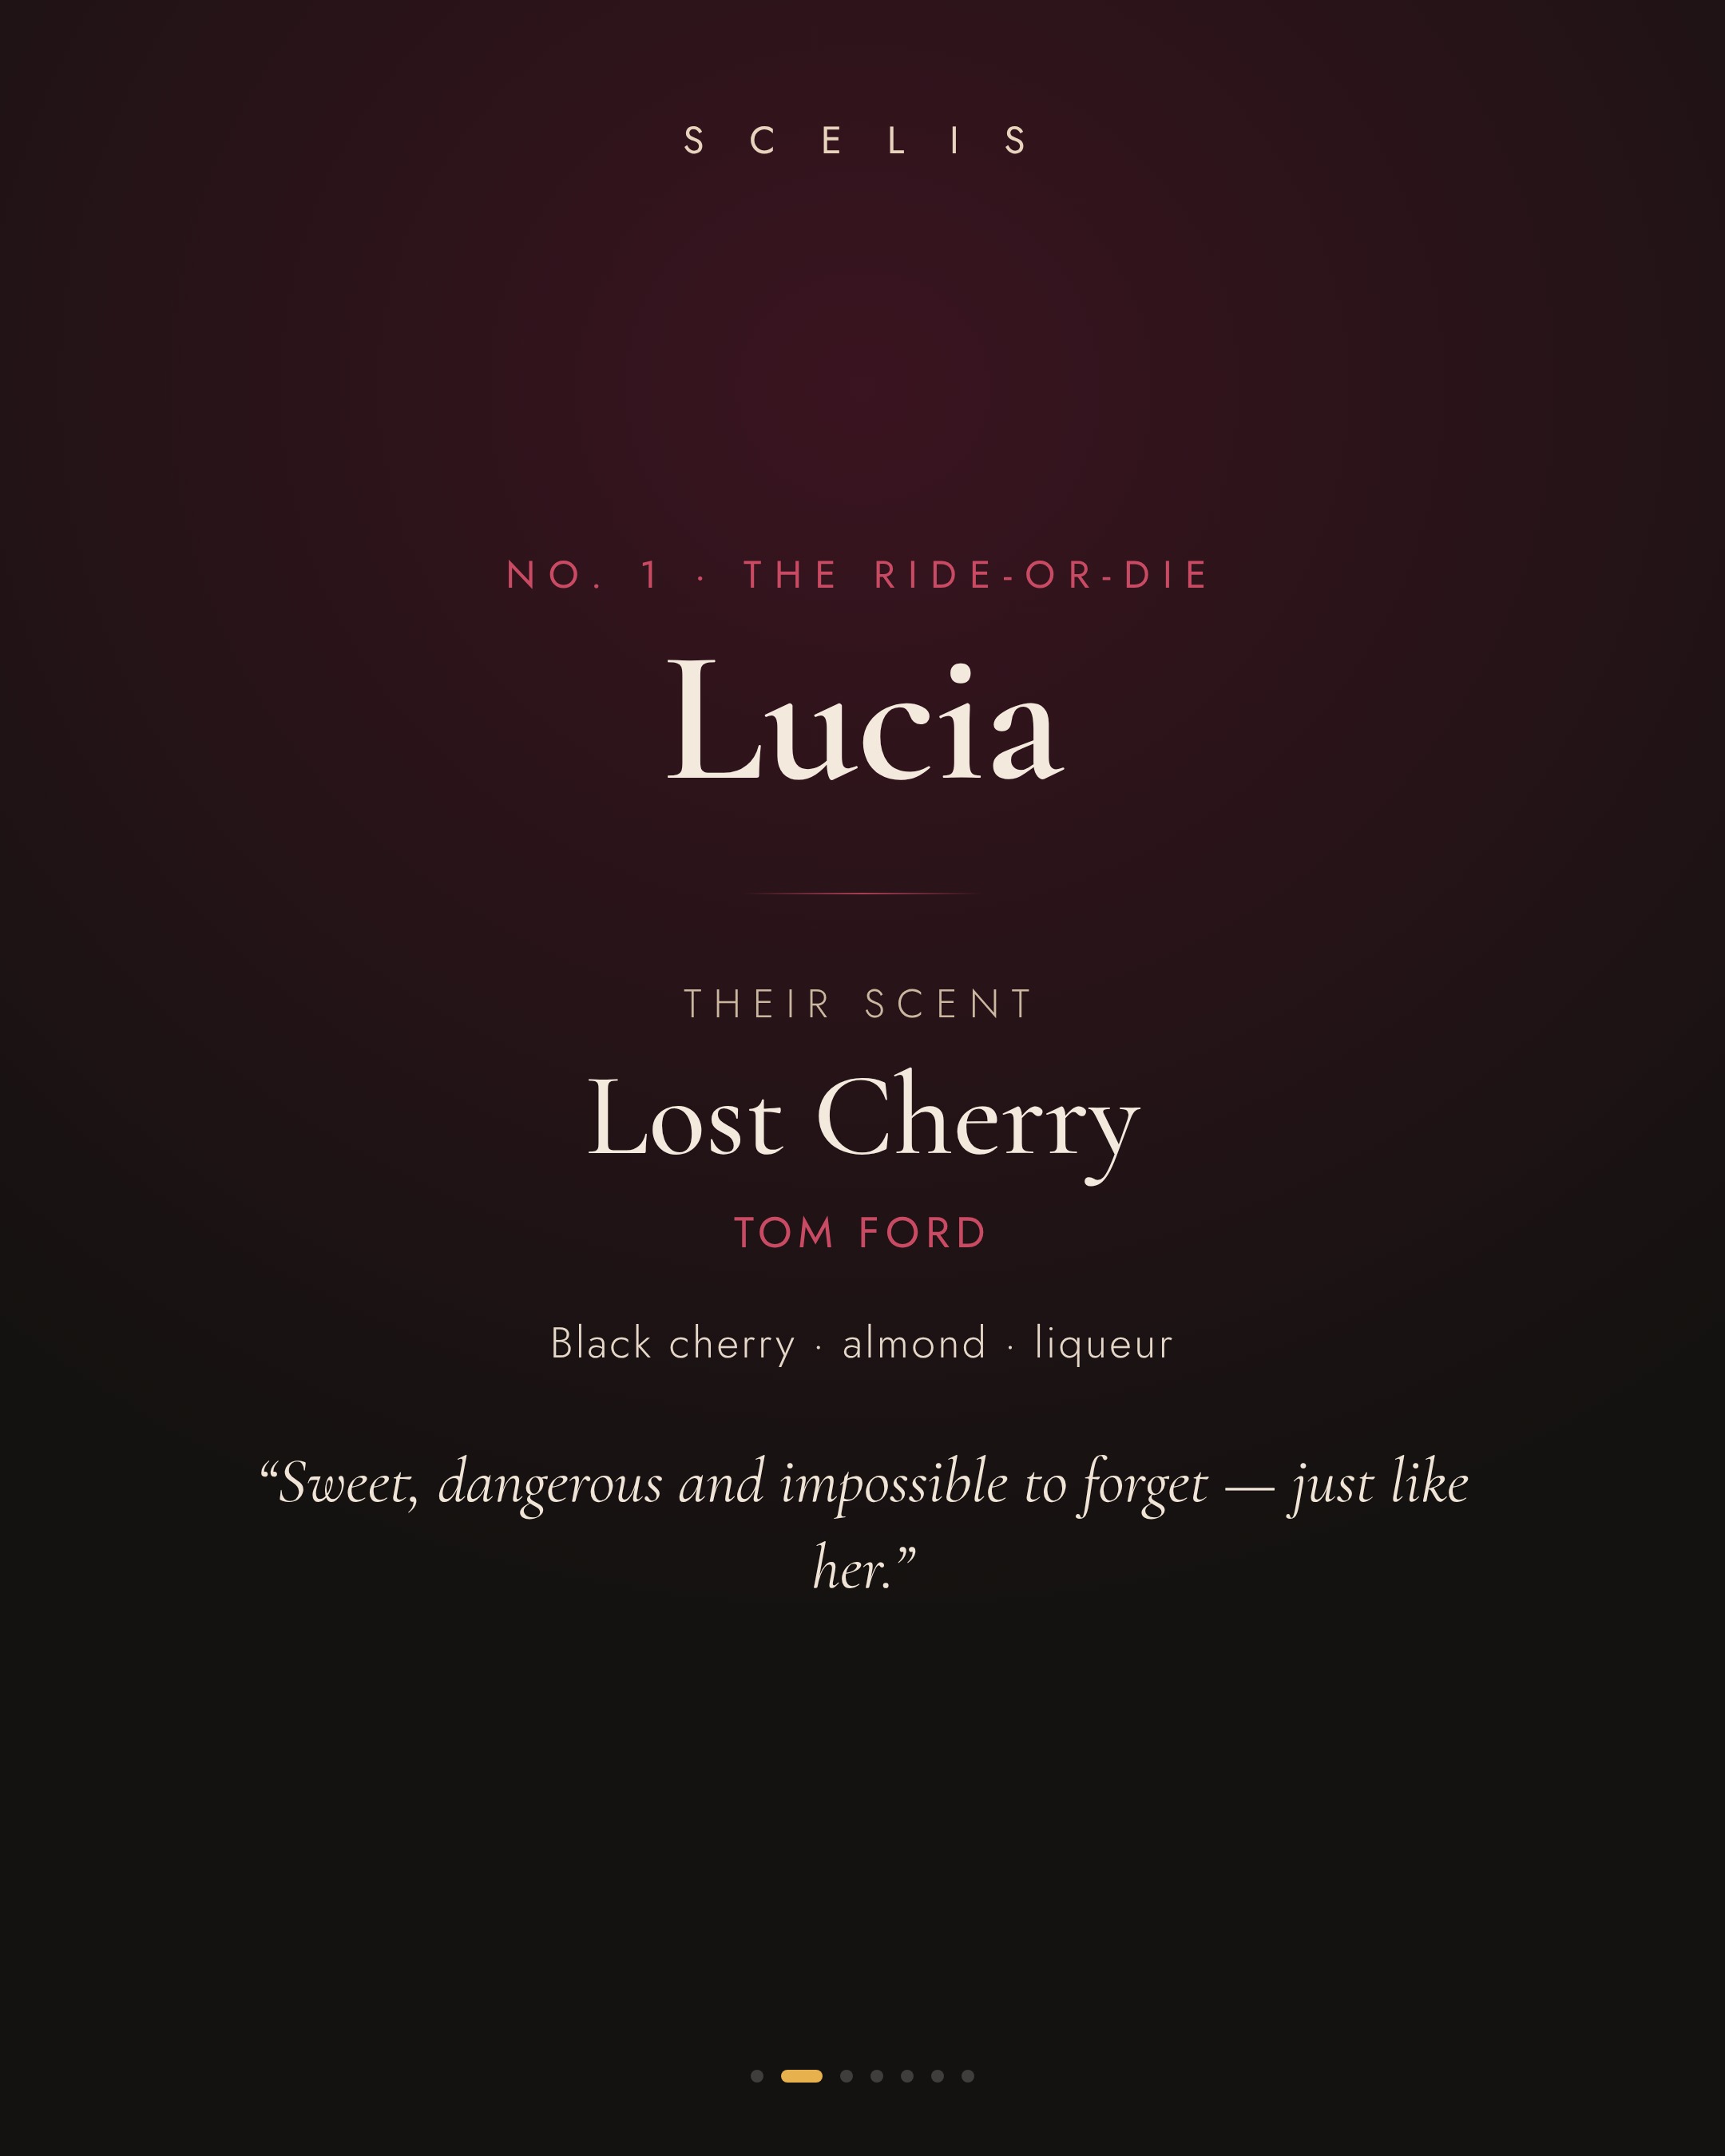 SCELIS
NO. 1 · THE RIDE-OR-DIE
Lucia
THEIR SCENT
Lost Cherry
TOM FORD
Black cherry · almond · liqueur
“Sweet, dangerous and impossible to forget — just like
her.”